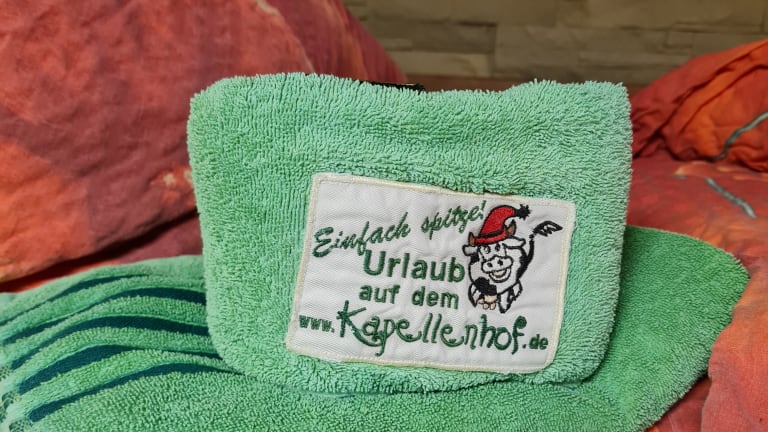 Einfach spitze!
Urlaub
auf dem
www.Kapellenhof.de